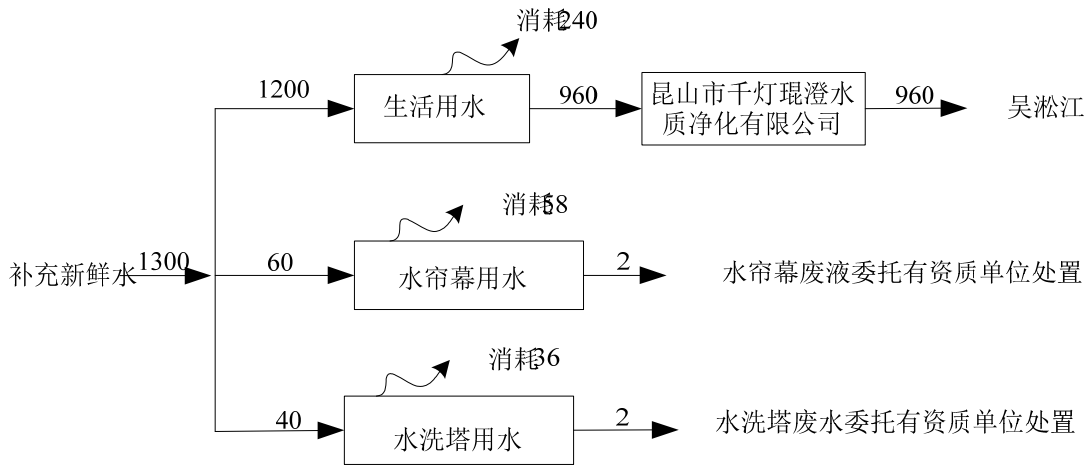 消耗240
1200
生活用水
960
昆山市千灯琨澄水
质净化有限公司
960
吴淞江
消耗58
补充新鲜水
1300
60
水帘幕用水
2
水帘幕废液委托有资质单位处置
消耗36
40
水洗塔用水
2
水洗塔废水委托有资质单位处置